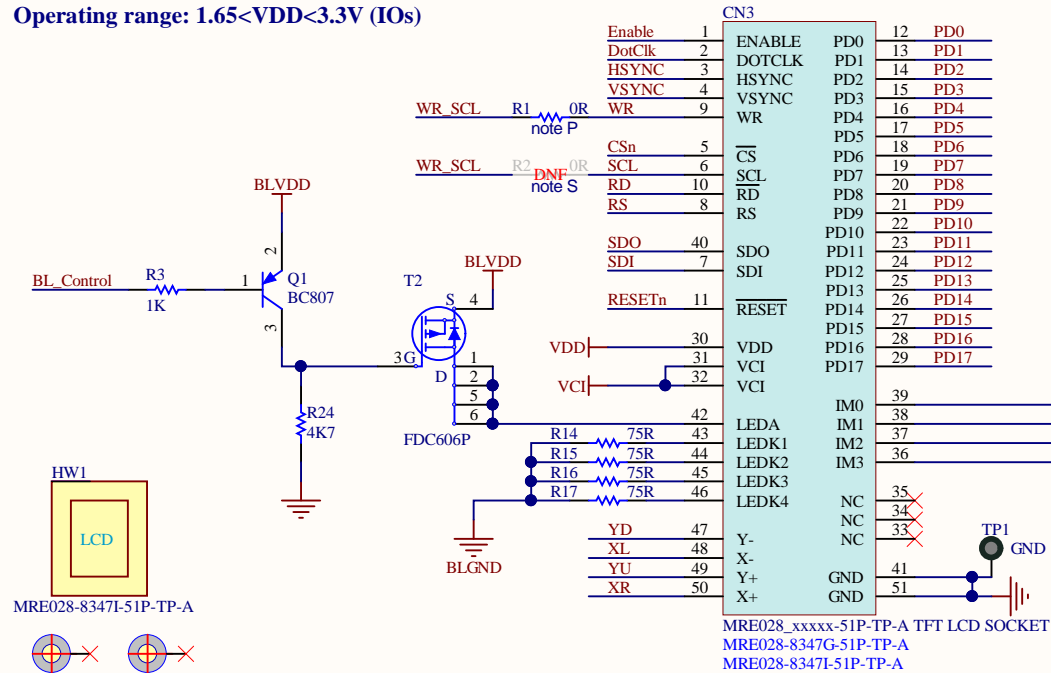 Operating range: 1.65<VDD<3.3V (IOs)
CN3
Enable 1 ENABLE PD0 12 PD0
DotClk 2 DOTCLK PD1 13 PD1
HSYNC 3 HSYNC PD2 14 PD2
VSYNC 4 VSYNC PD3 15 PD3
WR_SCL R1 0R WR 9 WR PD4 16 PD4
note P PD5 17 PD5
CSn 5 CS PD6 18 PD6
WR_SCL R2 DNF 0R SCL 6 SCL PD7 19 PD7
note S RD 10 RD PD8 20 PD8
RS 8 RS PD9 21 PD9
PD10 22 PD10
SDO 40 SDO PD11 23 PD11
SDI 7 SDI PD12 24 PD12
PD13 25 PD13
RESETn 11 RESET PD14 26 PD14
PD15 27 PD15
VDD 30 VDD PD16 28 PD16
31 VCI PD17 29 PD17
VCI 32 VCI
IM0 39
42 LEDA IM1 38
R14 75R 43 LEDK1 IM2 37
R15 75R 44 LEDK2 IM3 36
R16 75R 45 LEDK3
R17 75R 46 LEDK4 NC 35
NC 34
YD 47 Y- NC 33
XL 48 X-
YU 49 Y+ GND 41
XR 50 X+ GND 51
TP1
GND
BLVDD
2
BL_Control R3 1 Q1
1K BC807
3
T2 BLVDD
S 4
3 G 1
D 2
5
6
FDC606P
R24
4K7
BLGND
HW1
LCD
MRE028-8347I-51P-TP-A
MRE028_xxxxx-51P-TP-A TFT LCD SOCKET
MRE028-8347G-51P-TP-A
MRE028-8347I-51P-TP-A